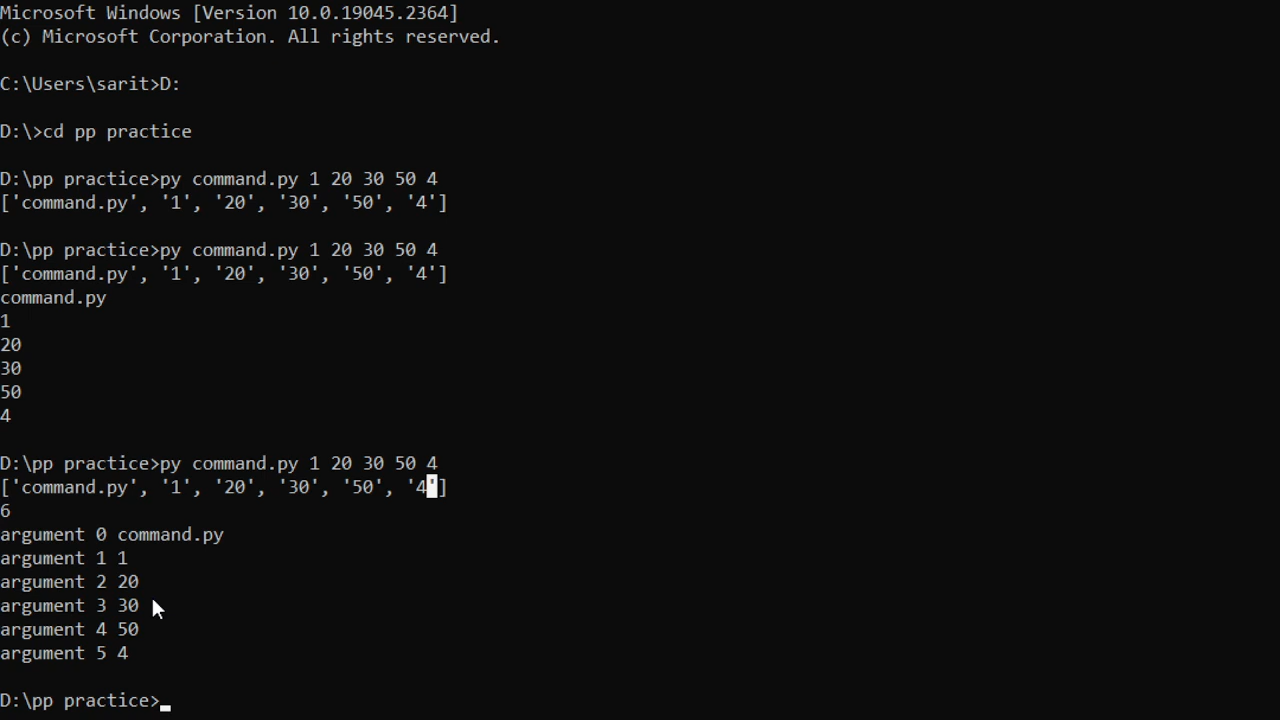 Microsoft Windows [Version 10.0.19045.2364]
(c) Microsoft Corporation. All rights reserved.
C:\Users\sarit>D:
D:\>cd pp practice
D:\pp practice>py command.py 1 20 30 50 4
['command.py', '1', '20', '30', '50', '4']
D:\pp practice>py command.py 1 20 30 50 4
['command.py', '1', '20', '30', '50', '4']
command.py
1
20
30
50
4
D:\pp practice>py command.py 1 20 30 50 4
['command.py', '1', '20', '30', '50', '4']
6
argument 0 command.py
argument 1 1
argument 2 20
argument 3 30
argument 4 50
argument 5 4
D:\pp practice>